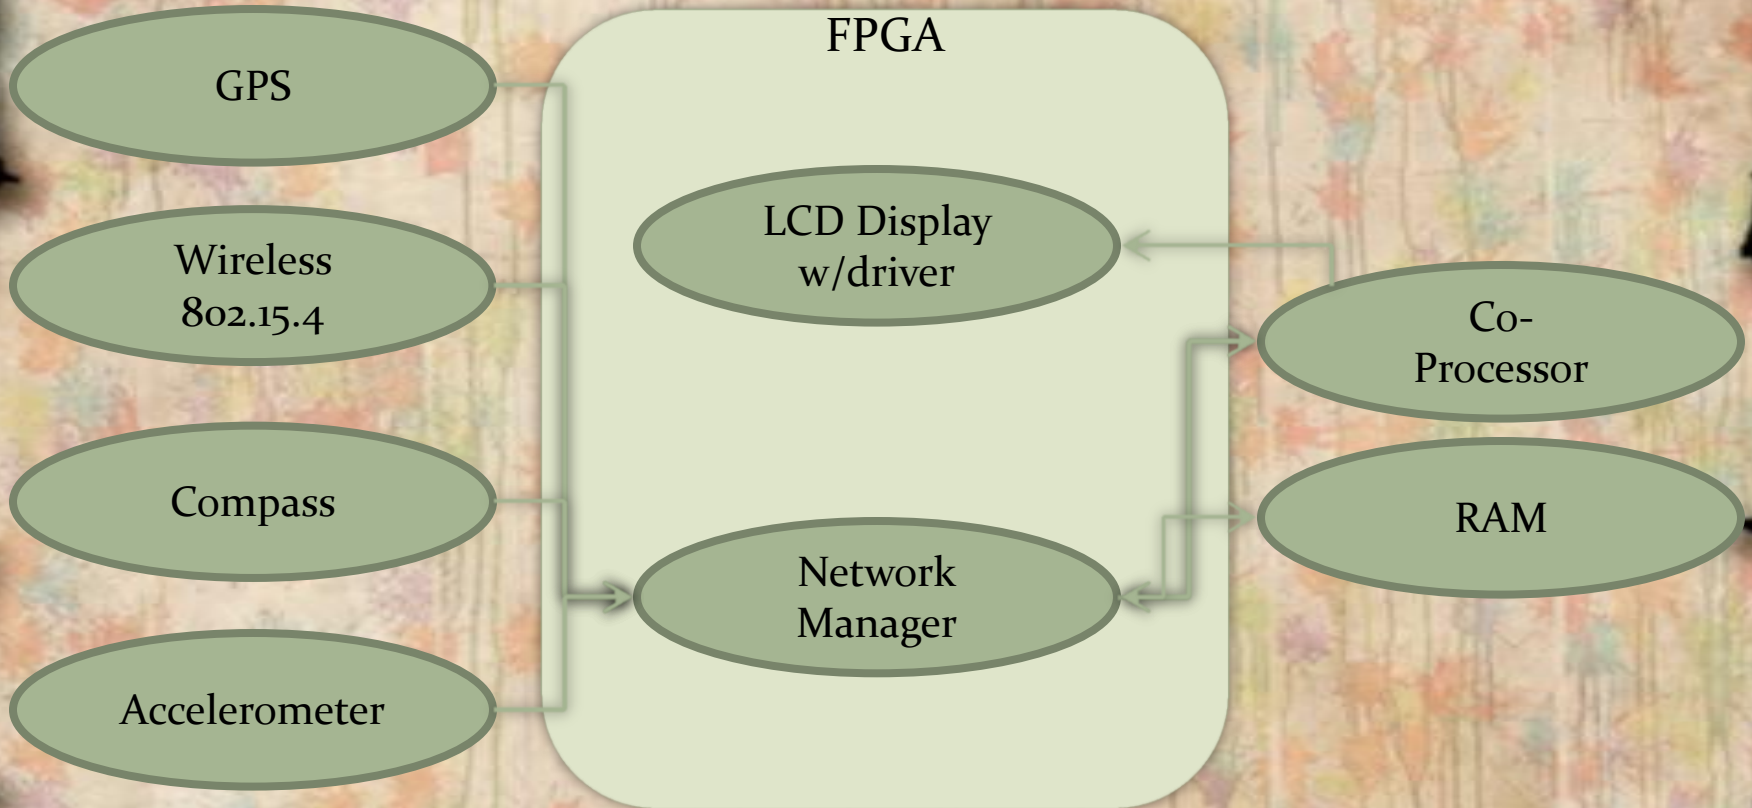 FPGA
GPS
Wireless
802.15.4
Compass
Accelerometer
LCD Display
w/driver
Network
Manager
Co-
Processor
RAM